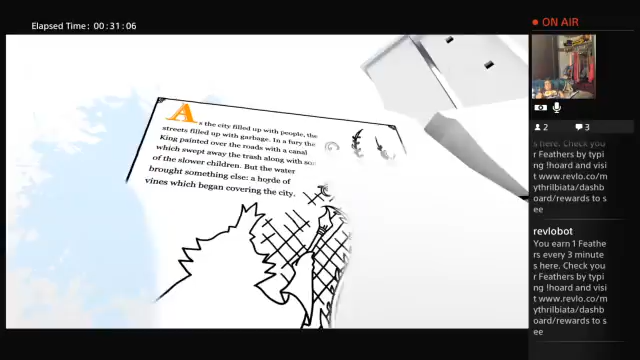 Elapsed Time: 00:31:06
ON AIR
As the city filled up with people, the
streets filled up with garbage. In a fury the
King painted over the roads with a canal
which swept away the trash along with so
of the slower children. But the water
brought something else: a horde of
vines which began covering the city.
2
3
s here. Check you
r Feathers by typi
ng !hoard and visi
t www.revlo.co/m
ythrilbiata/dashb
oard/rewards to s
ee
revlobot
You earn 1 Feathe
rs every 3 minute
s here. Check you
r Feathers by typi
ng !hoard and visi
t www.revlo.co/m
ythrilbiata/dashb
oard/rewards to s
ee